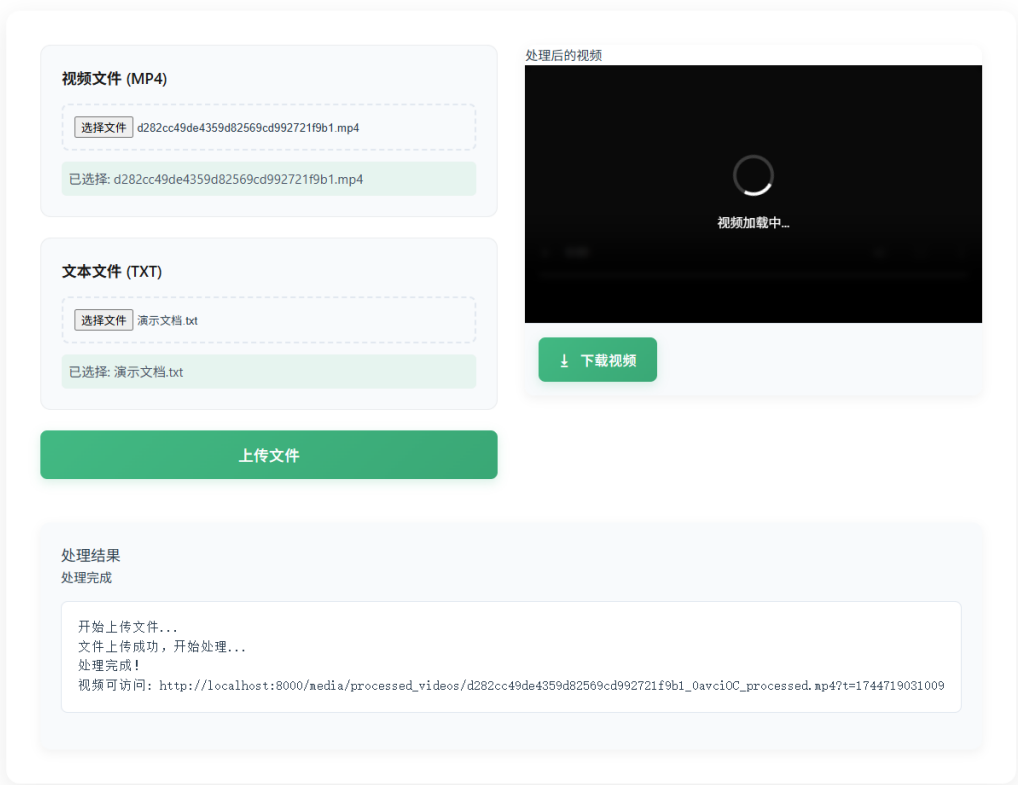 视频文件 (MP4)
选择文件 d282cc49de4359d82569cd992721f9b1.mp4
已选择: d282cc49de4359d82569cd992721f9b1.mp4
文本文件 (TXT)
选择文件 演示文档.txt
已选择: 演示文档.txt
上传文件
处理后的视频
视频加载中...
下载视频
处理结果
处理完成
开始上传文件...
文件上传成功，开始处理...
处理完成！
视频可访问: http://localhost:8000/media/processed_videos/d282cc49de4359d82569cd992721f9b1_0avciOC_processed.mp4?t=1744719031009